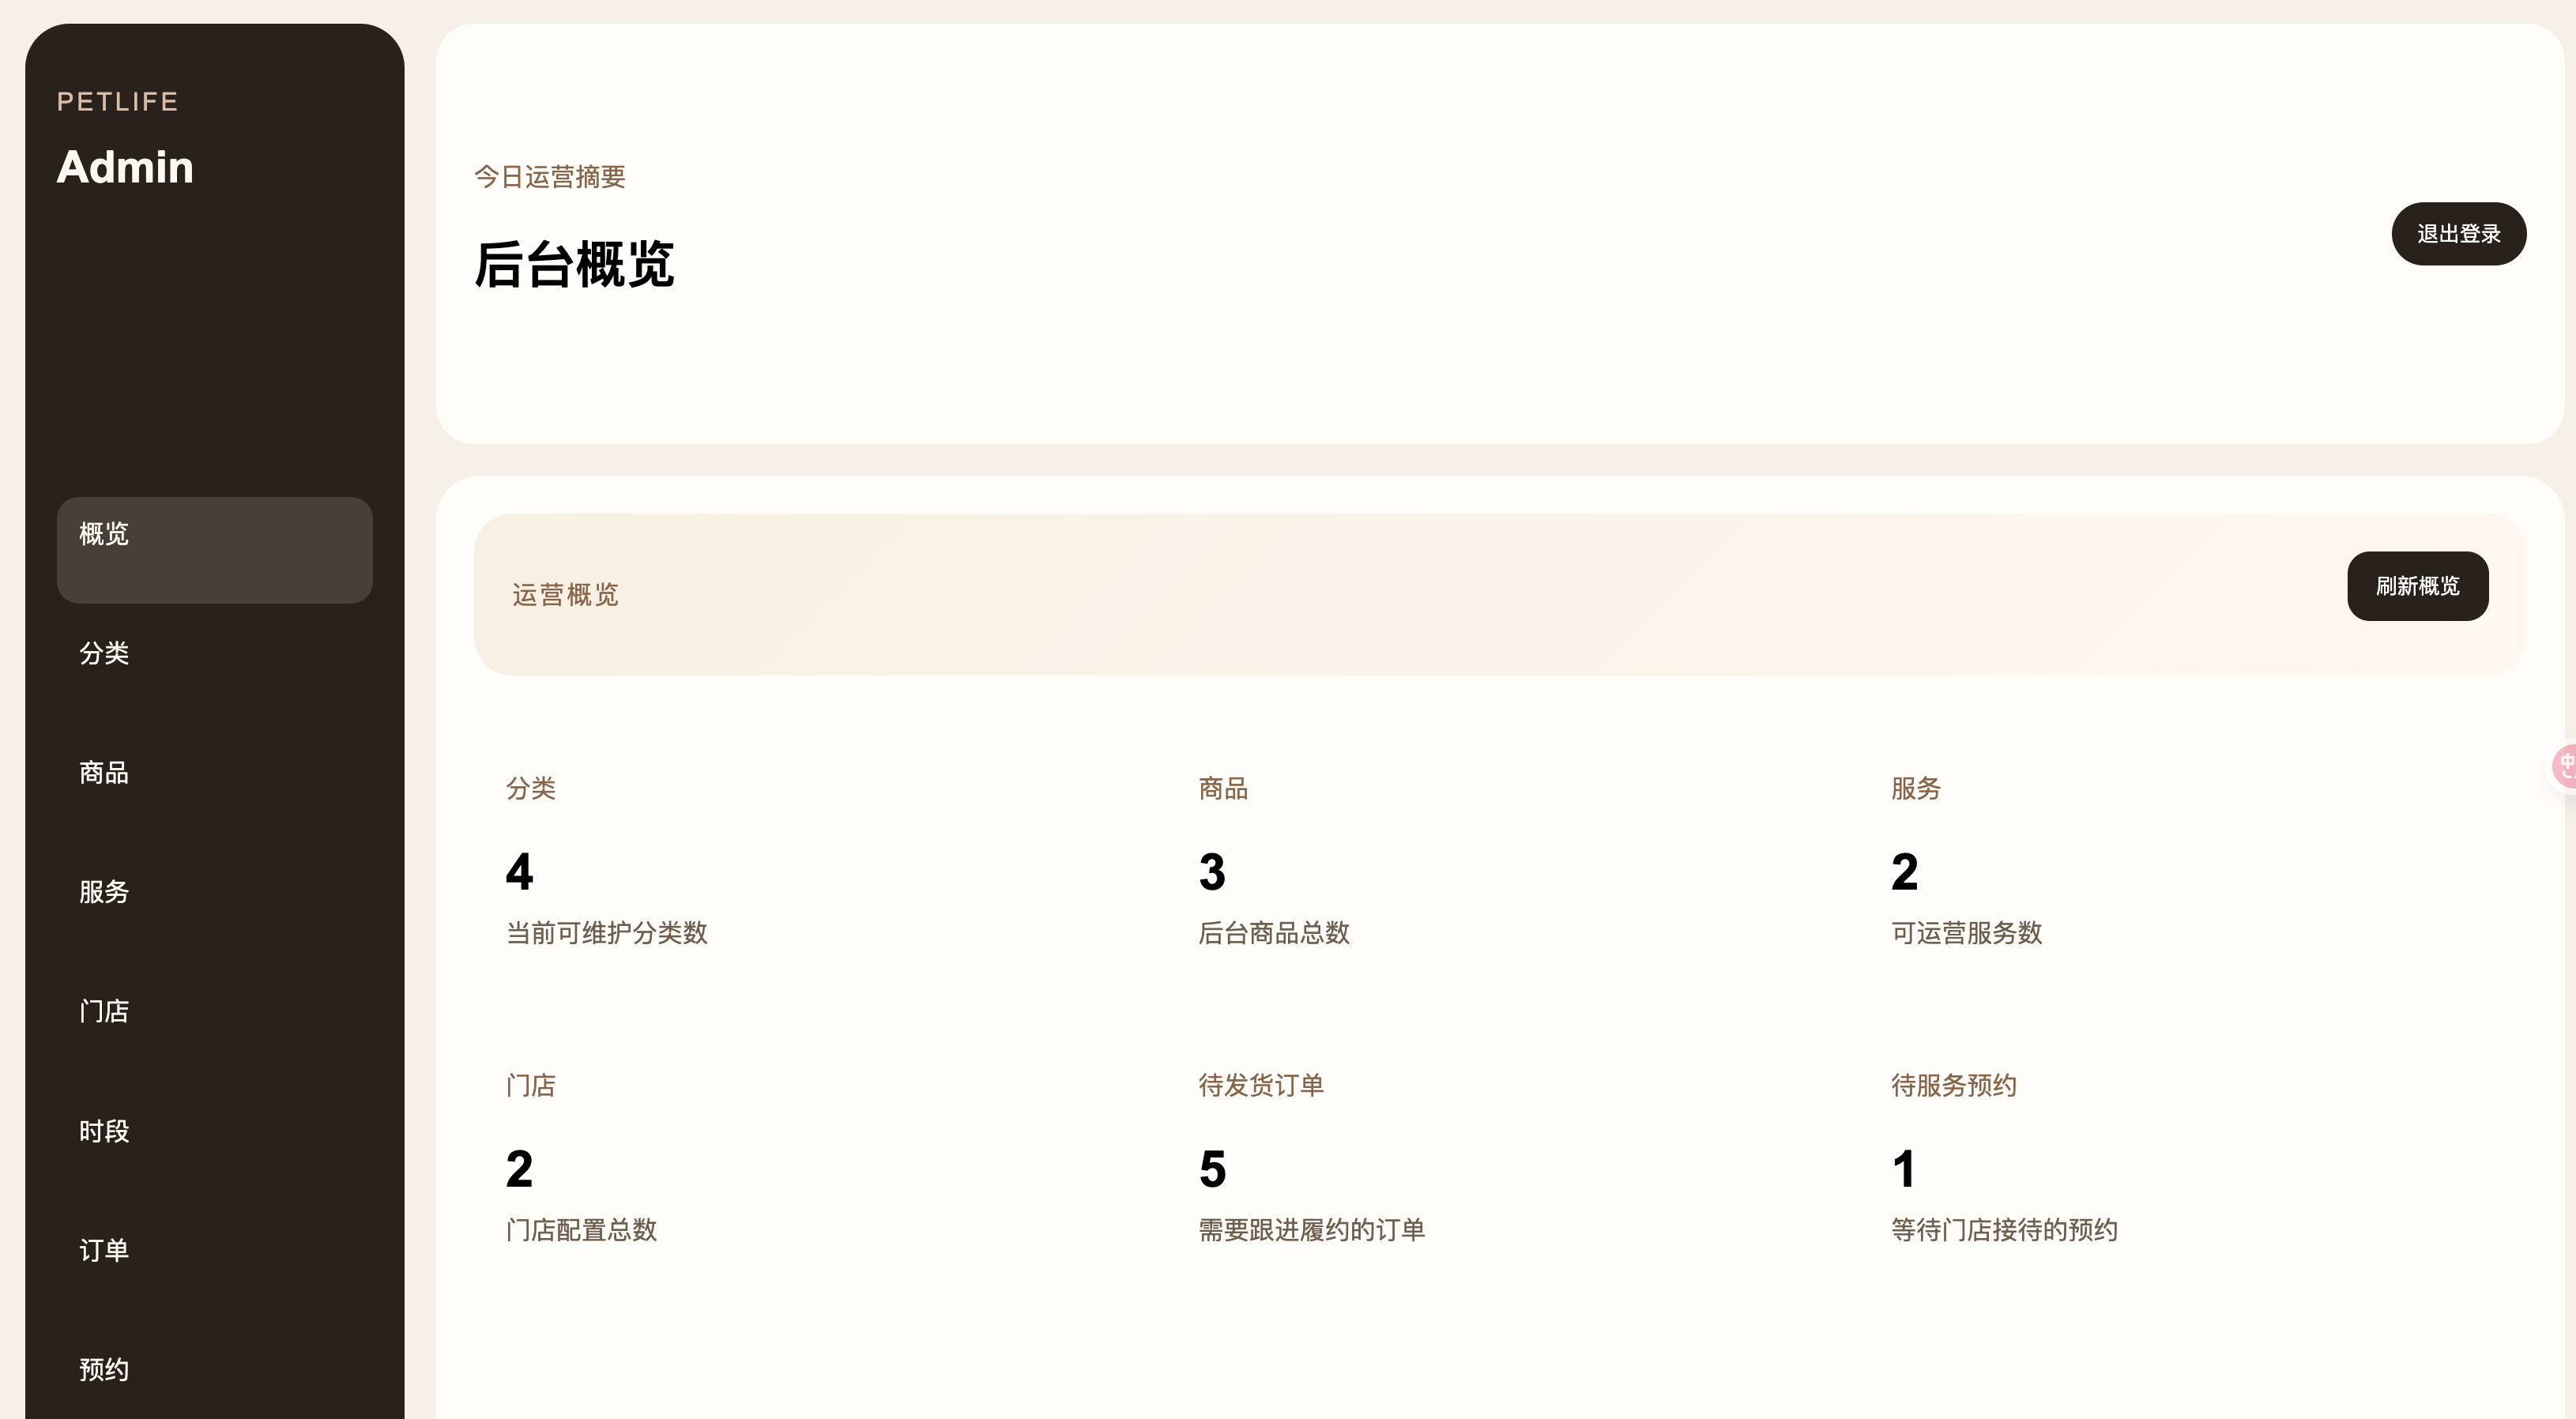 PETLIFE
Admin
概览
分类
商品
服务
门店
时段
订单
预约
今日运营摘要
后台概览
退出登录
运营概览
刷新概览
分类
4
当前可维护分类数
商品
3
后台商品总数
服务
2
可运营服务数
门店
2
门店配置总数
待发货订单
5
需要跟进履约的订单
待服务预约
1
等待门店接待的预约
中